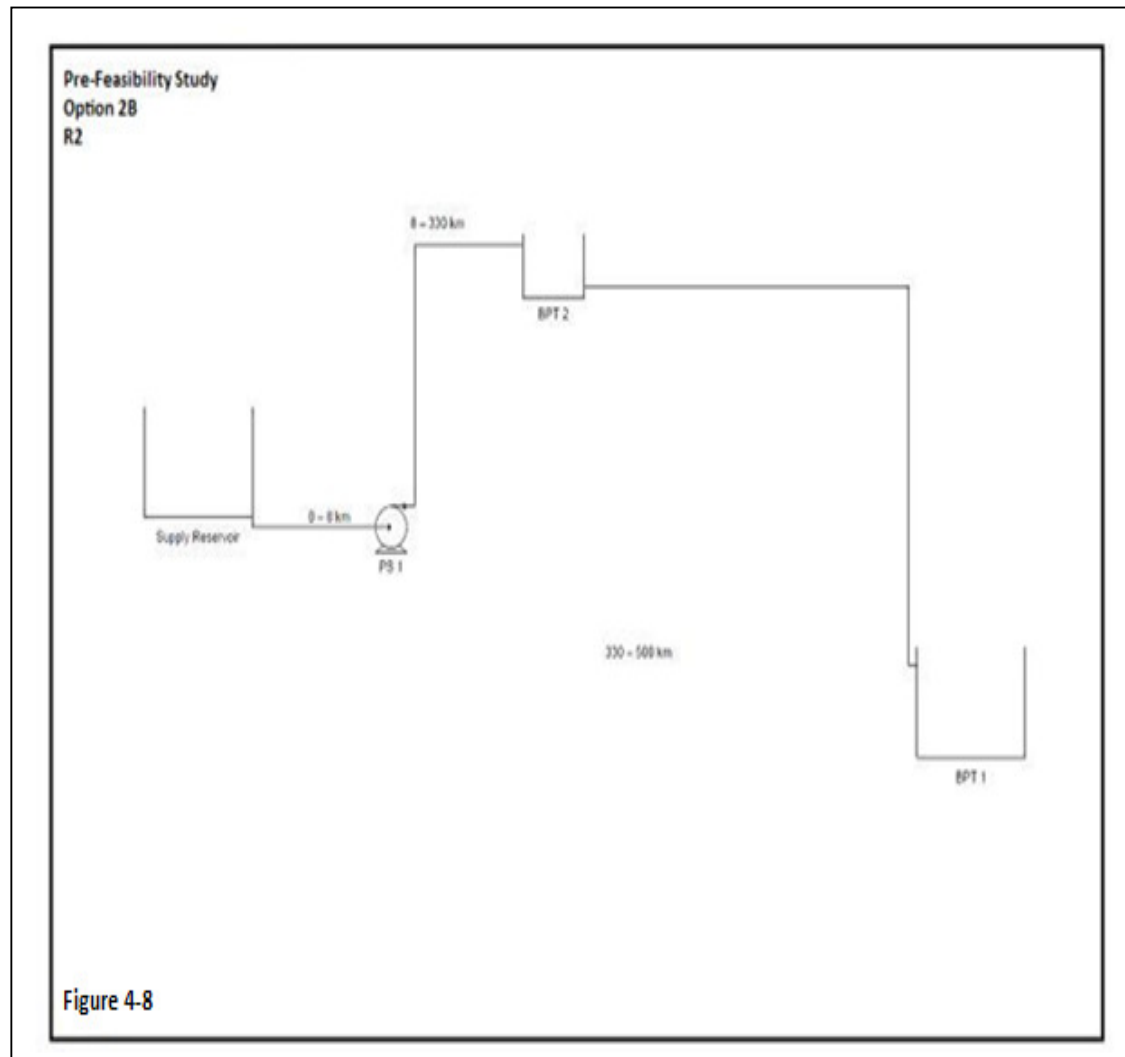 Pre-Feasibility Study
Option 2B
R2
8 – 330 km
BPT 2
0 – 8 km
Supply Reservoir
PS 1
330 – 500 km
BPT 1
Figure 4-8